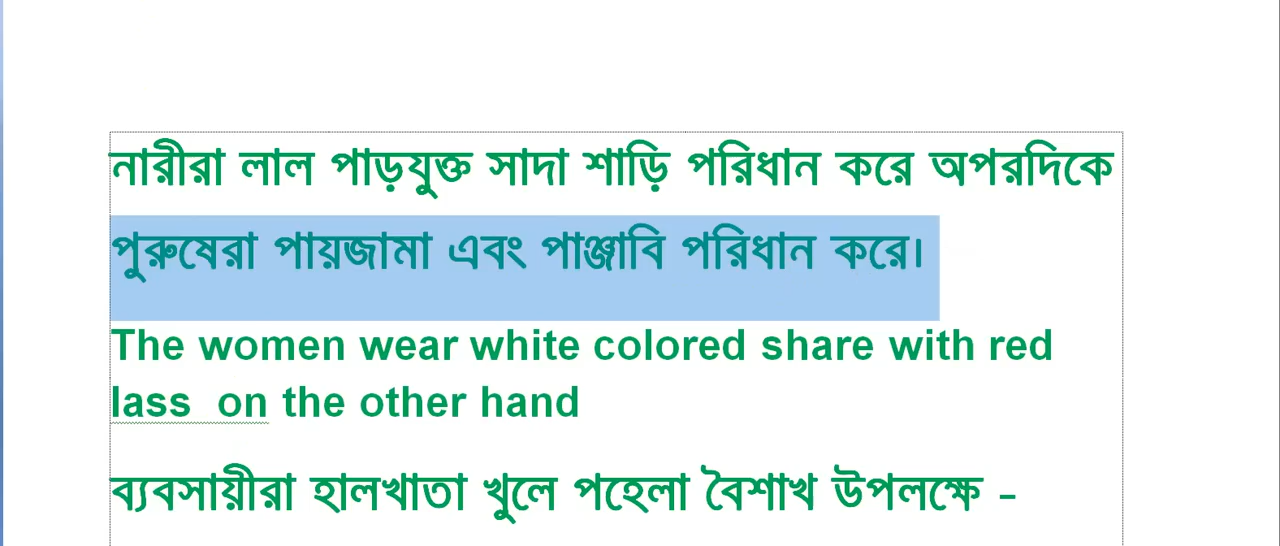 নারীরা লাল পাড়যুক্ত সাদা শাড়ি পরিধান করে অপরদিকে
পুরুষেরা পায়জামা এবং পাঞ্জাবি পরিধান করে।
The women wear white colored share with red
lass  on the other hand
ব্যবসায়ীরা হালখাতা খুলে পহেলা বৈশাখ উপলক্ষে -